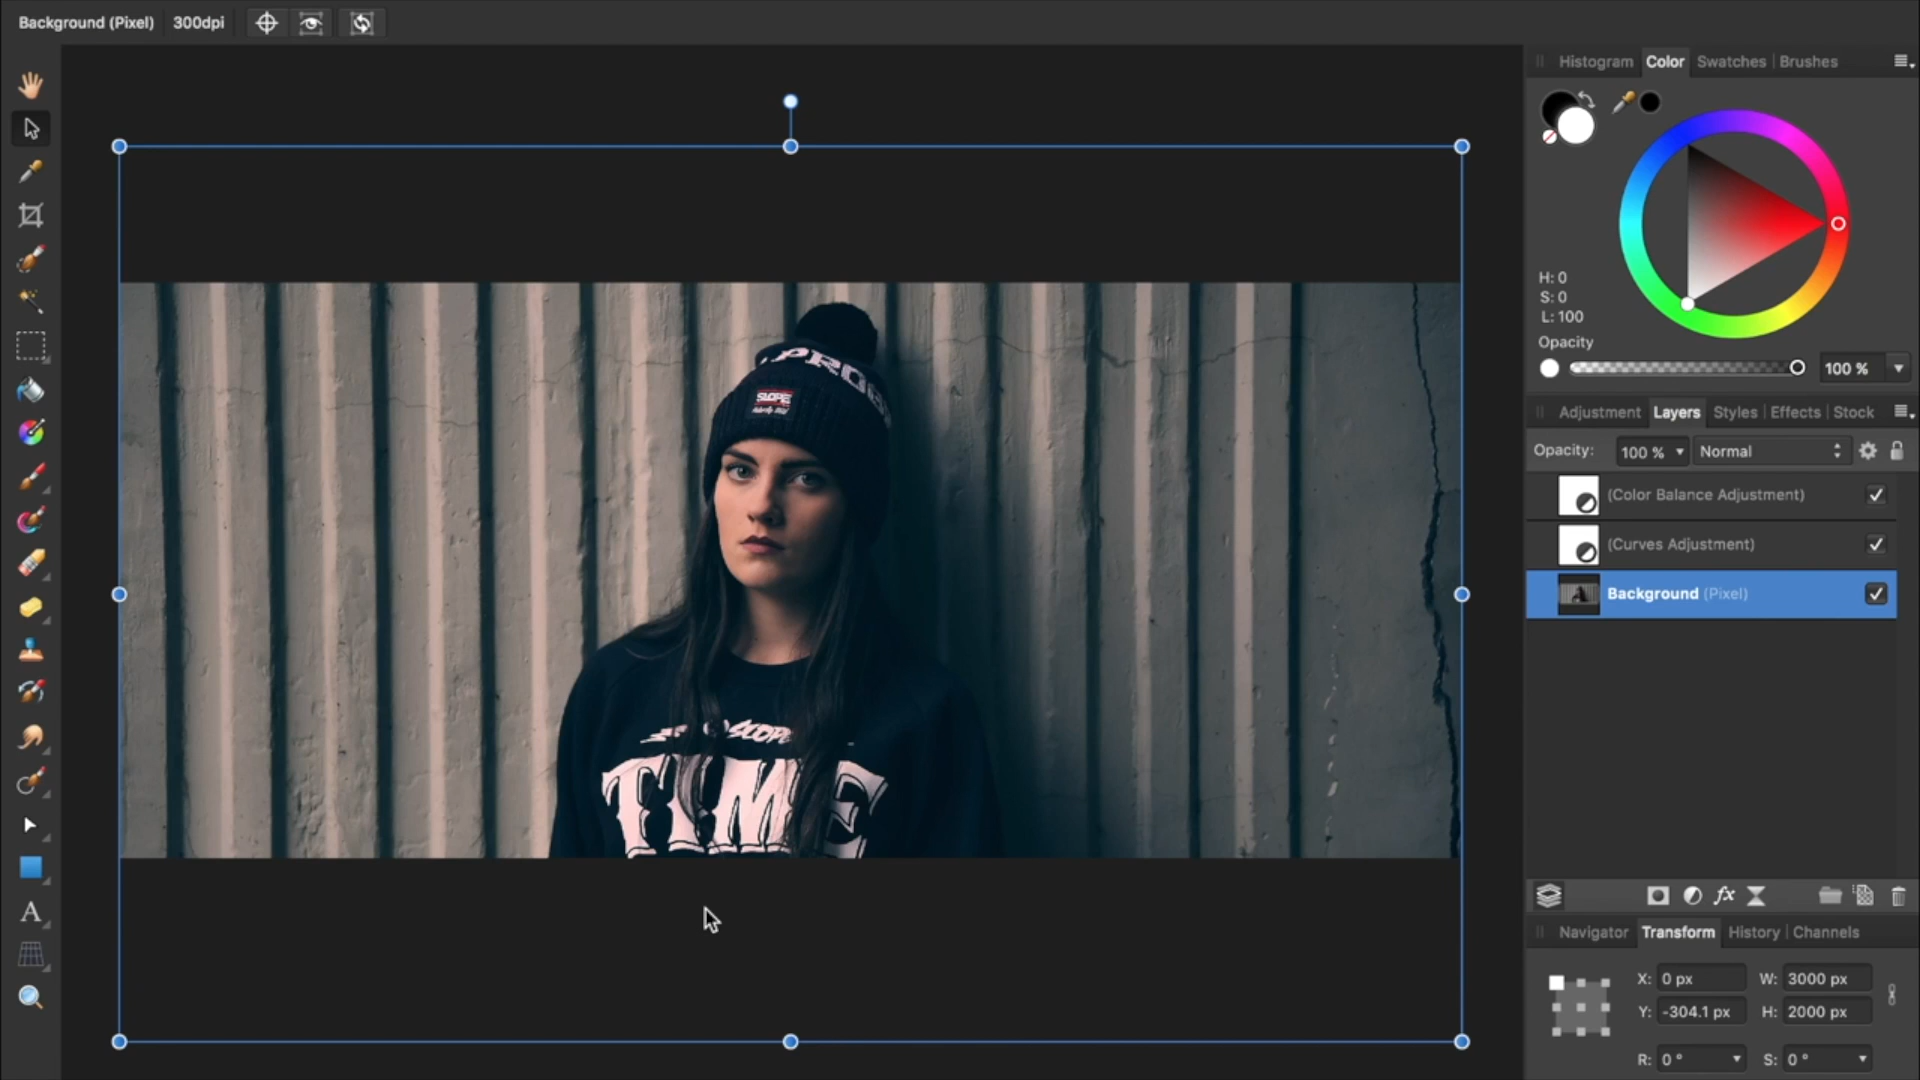 Background (Pixel) 300dpi
Histogram Color Swatches Brushes
H: 0
S: 0
L: 100
Opacity
100 %
Adjustment Layers Styles Effects Stock
Opacity: 100 % Normal
(Color Balance Adjustment)
(Curves Adjustment)
Background (Pixel)
fx
Navigator Transform History Channels
X: 0 px W: 3000 px
Y: -304.1 px H: 2000 px
R: 0 ° S: 0 °
A
SLOPE
TIME